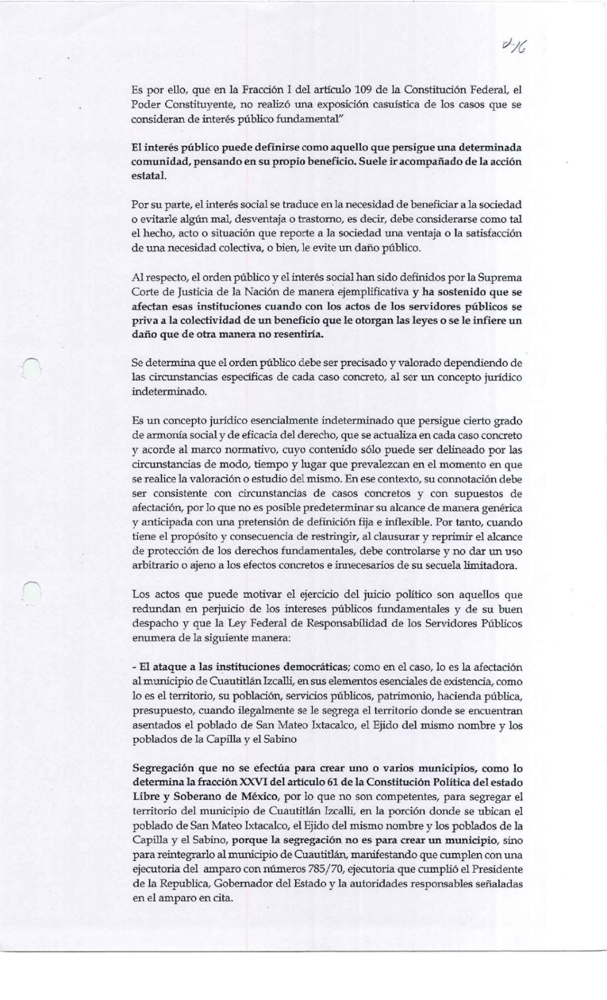 Es por ello, que en la Fracción I del artículo 109 de la Constitución Federal, el
Poder Constituyente, no realizó una exposición casuística de los casos que se
consideran de interés público fundamental"
El interés público puede definirse como aquello que persigue una determinada
comunidad, pensando en su propio beneficio. Suele ir acompañado de la acción
estatal.
Por su parte, el interés social se traduce en la necesidad de beneficiar a la sociedad
o evitarle algún mal, desventaja o trastorno, es decir, debe considerarse como tal
el hecho, acto o situación que reporte a la sociedad una ventaja o la satisfacción
de una necesidad colectiva, o bien, le evite un daño público.
Al respecto, el orden público y el interés social han sido definidos por la Suprema
Corte de Justicia de la Nación de manera ejemplificativa y ha sostenido que se
afectan esas instituciones cuando con los actos de los servidores públicos se
priva a la colectividad de un beneficio que le otorgan las leyes o se le infiere un
daño que de otra manera no resentiría.
Se determina que el orden público debe ser precisado y valorado dependiendo de
las circunstancias específicas de cada caso concreto, al ser un concepto jurídico
indeterminado.
Es un concepto jurídico esencialmente indeterminado que persigue cierto grado
de armonía social y de eficacia del derecho, que se actualiza en cada caso concreto
y acorde al marco normativo, cuyo contenido sólo puede ser delineado por las
circunstancias de modo, tiempo y lugar que prevalezcan en el momento en que
se realice la valoración o estudio del mismo. En ese contexto, su connotación debe
ser consistente con circunstancias de casos concretos y con supuestos de
afectación, por lo que no es posible predeterminar su alcance de manera genérica
y anticipada con una pretensión de definición fija e inflexible. Por tanto, cuando
tiene el propósito y consecuencia de restringir, al clausurar y reprimir el alcance
de protección de los derechos fundamentales, debe controlarse y no dar un uso
arbitrario o ajeno a los efectos concretos e innecesarios de su secuela limitadora.
Los actos que puede motivar el ejercicio del juicio político son aquellos que
redundan en perjuicio de los intereses públicos fundamentales y de su buen
despacho y que la Ley Federal de Responsabilidad de los Servidores Públicos
enumera de la siguiente manera:
- El ataque a las instituciones democráticas; como en el caso, lo es la afectación
al municipio de Cuautitlán Izcalli, en sus elementos esenciales de existencia, como
lo es el territorio, su población, servicios públicos, patrimonio, hacienda pública,
presupuesto, cuando ilegalmente se le segrega el territorio donde se encuentran
asentados el poblado de San Mateo Ixtacalco, el Ejido del mismo nombre y los
poblados de la Capilla y el Sabino
Segregación que no se efectúa para crear uno o varios municipios, como lo
determina la fracción XXVI del artículo 61 de la Constitución Política del estado
Libre y Soberano de México, por lo que no son competentes, para segregar el
territorio del municipio de Cuautitlán Izcalli, en la porción donde se ubican el
poblado de San Mateo Ixtacalco, el Ejido del mismo nombre y los poblados de la
Capilla y el Sabino, porque la segregación no es para crear un municipio, sino
para reintegrarlo al municipio de Cuautitlán, manifestando que cumplen con una
ejecutoria del amparo con números 785/70, ejecutoria que cumplió el Presidente
de la Republica, Gobernador del Estado y la autoridades responsables señaladas
en el amparo en cita.